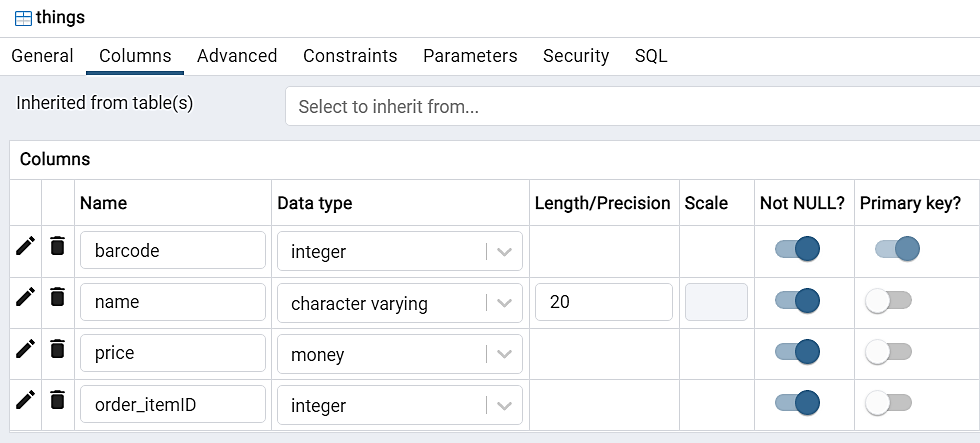 things
General Columns Advanced Constraints Parameters Security SQL
Inherited from table(s) Select to inherit from...
Columns
Name Data type Length/Precision Scale Not NULL? Primary key?
barcode integer
name character varying 20
price money
order_itemID integer